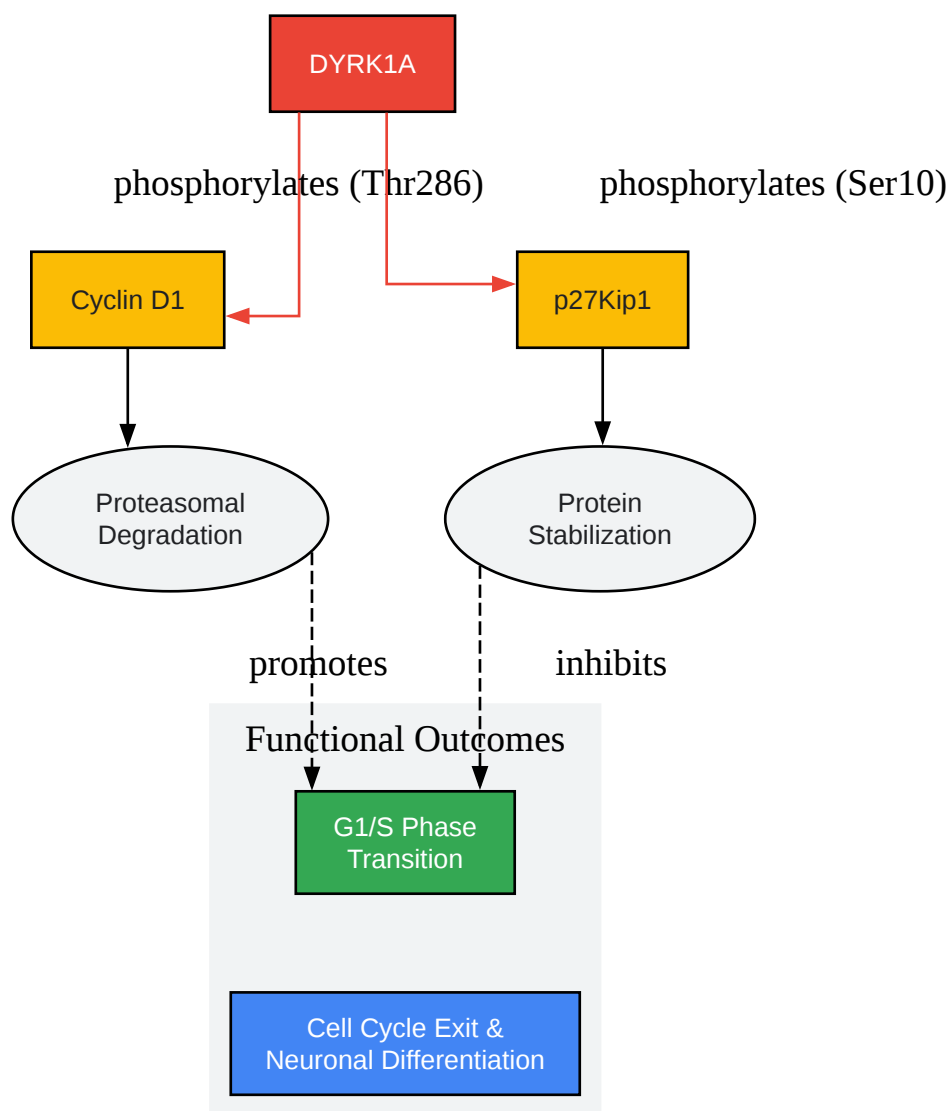 DYRK1A
phosphorylates (Thr286)
phosphorylates (Ser10)
Cyclin D1
p27Kip1
Proteasomal
Degradation
Protein
Stabilization
promotes
inhibits
Functional Outcomes
G1/S Phase
Transition
Cell Cycle Exit &
Neuronal Differentiation